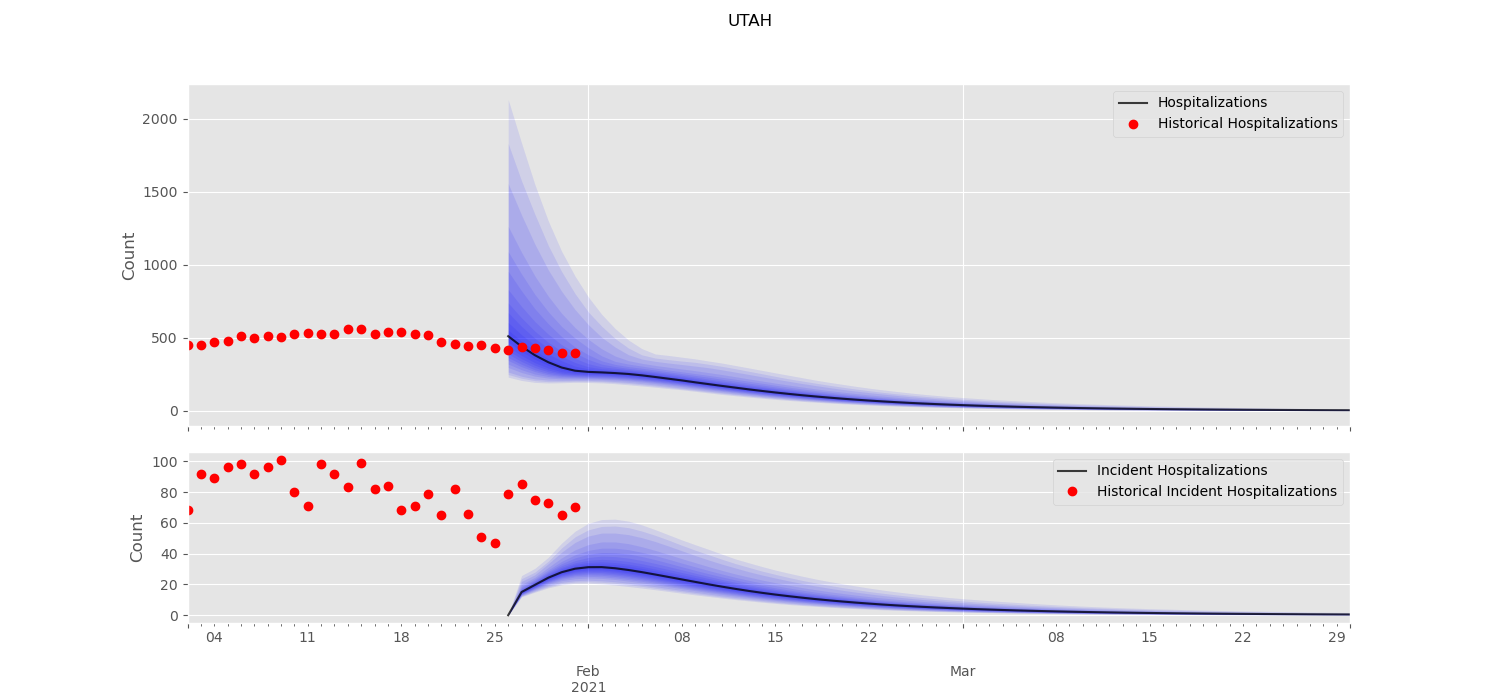 UTAH
Hospitalizations
Historical Hospitalizations
2000
1500
1000
500
0
Count
Incident Hospitalizations
Historical Incident Hospitalizations
100
80
60
40
20
0
Count
04 11 18 25 08 15 22 08 15 22 29
Feb Mar
2021